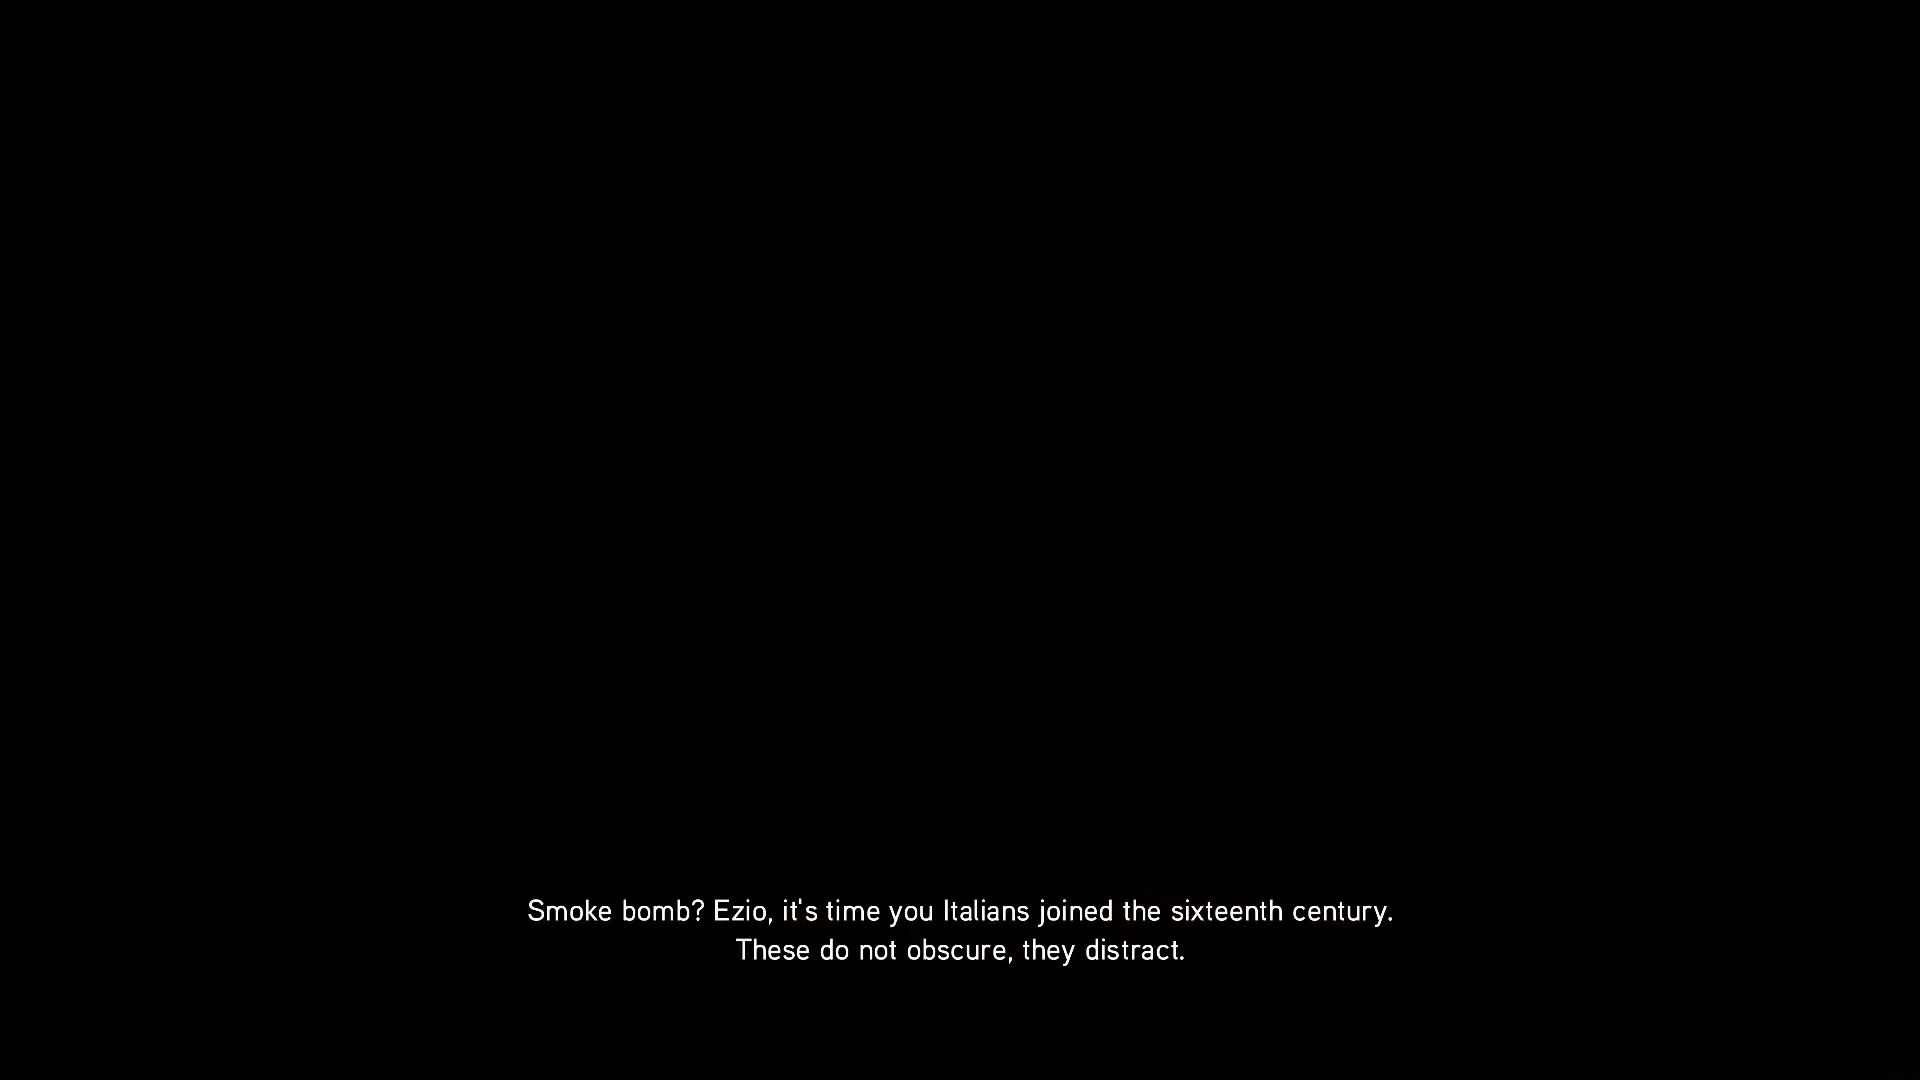 Smoke bomb? Ezio, it's time you Italians joined the sixteenth century.
These do not obscure, they distract.